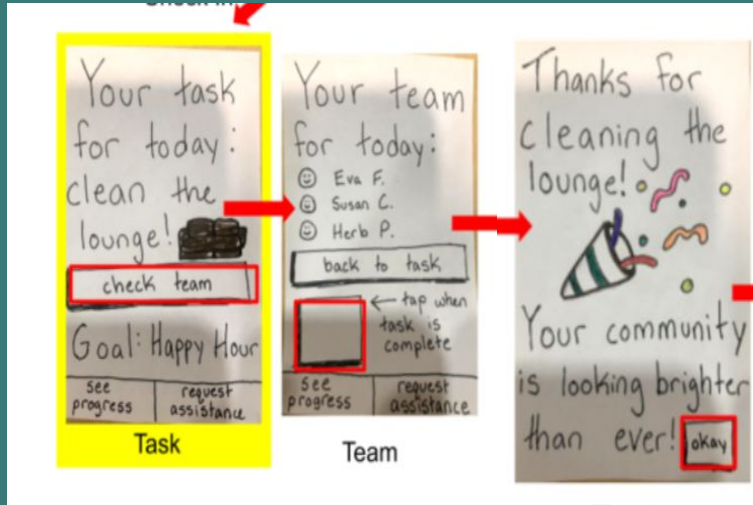 Check in
Your task
for today:
clean the
lounge!
check team
Goal: Happy Hour
see
progress
request
assistance
Task
Your team
for today:
Eva F.
Susan C.
Herb P.
back to task
← tap when
task is
complete
see
progress
request
assistance
Team
Thanks for
cleaning the
lounge!
Your community
is looking brighter
than ever!
okay